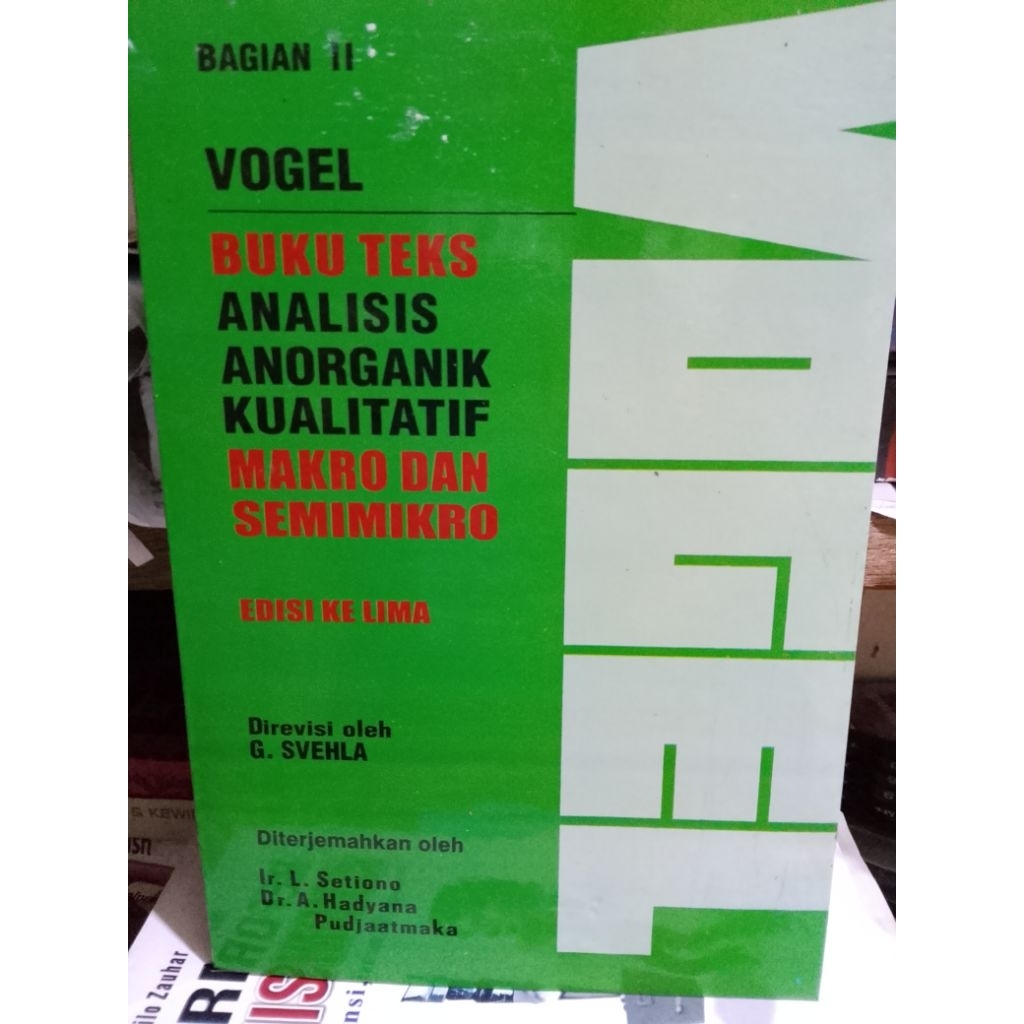 BAGIAN II
VOGEL
BUKU TEKS
ANALISIS
ANORGANIK
KUALITATIF
MAKRO DAN
SEMIMIKRO
EDISI KE LIMA
Direvisi oleh
G. SVEHLA
Diterjemahkan oleh
Ir. L. Setiono
Dr. A. Hadyana
Pudjaatmaka
VOGEL
Zauhar